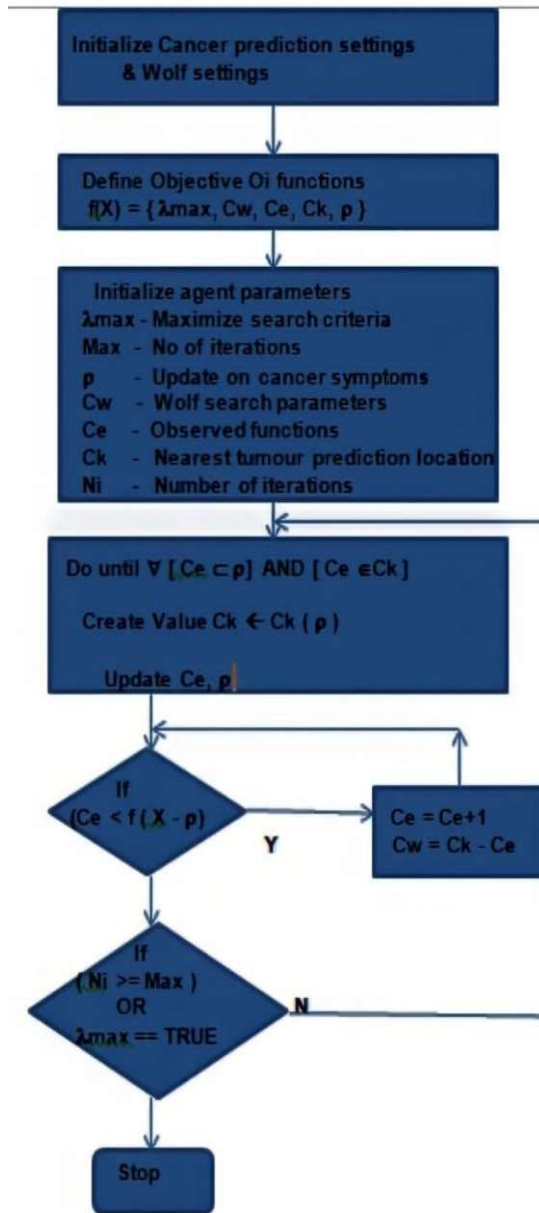 Initialize Cancer prediction settings
& Wolf settings
Define Objective Oi functions
f(X) = { λmax, Cw, Ce, Ck, ρ }
Initialize agent parameters
λmax - Maximize search criteria
Max - No of iterations
ρ - Update on cancer symptoms
Cw - Wolf search parameters
Ce - Observed functions
Ck - Nearest tumour prediction location
Ni - Number of iterations
Do until ∀ [ Ce ⊂ ρ] AND [ Ce ∈ Ck ]
Create Value Ck ← Ck ( ρ )
Update Ce, ρ
If
(Ce < f ( X - ρ)
Y
Ce = Ce+1
Cw = Ck - Ce
If
( Ni >= Max )
OR
λmax == TRUE
N
Stop